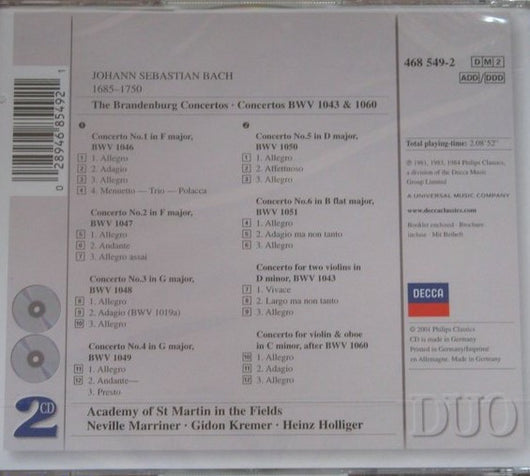 0 28946 85492 1
JOHANN SEBASTIAN BACH
1685–1750
The Brandenburg Concertos · Concertos BWV 1043 & 1060
1
Concerto No.1 in F major,
BWV 1046
1 1. Allegro
2 2. Adagio
3 3. Allegro
4 4. Menuetto — Trio — Polacca
Concerto No.2 in F major,
BWV 1047
5 1. Allegro
6 2. Andante
7 3. Allegro assai
Concerto No.3 in G major,
BWV 1048
8 1. Allegro
9 2. Adagio (BWV 1019a)
10 3. Allegro
Concerto No.4 in G major,
BWV 1049
11 1. Allegro
12 2. Andante—
3. Presto
2
Concerto No.5 in D major,
BWV 1050
1 1. Allegro
2 2. Affettuoso
3 3. Allegro
Concerto No.6 in B flat major,
BWV 1051
4 1. Allegro
5 2. Adagio ma non tanto
6 3. Allegro
Concerto for two violins in
D minor, BWV 1043
7 1. Vivace
8 2. Largo ma non tanto
9 3. Allegro
Concerto for violin & oboe
in C minor, after BWV 1060
10 1. Allegro
11 2. Adagio
12 3. Allegro
Academy of St Martin in the Fields
Neville Marriner · Gidon Kremer · Heinz Holliger
2 CD
468 549-2 DM2
ADD/DDD
Total playing-time: 2.08'52"
℗ 1981, 1983, 1984 Philips Classics,
a division of the Decca Music
Group Limited
A UNIVERSAL MUSIC COMPANY
www.deccaclassics.com
Booklet enclosed · Brochure
incluse · Mit Beiheft
DECCA
© 2004 Philips Classics
CD is made in Germany
Printed in Germany/Imprimé
en Allemagne. Made in Germany
DUO